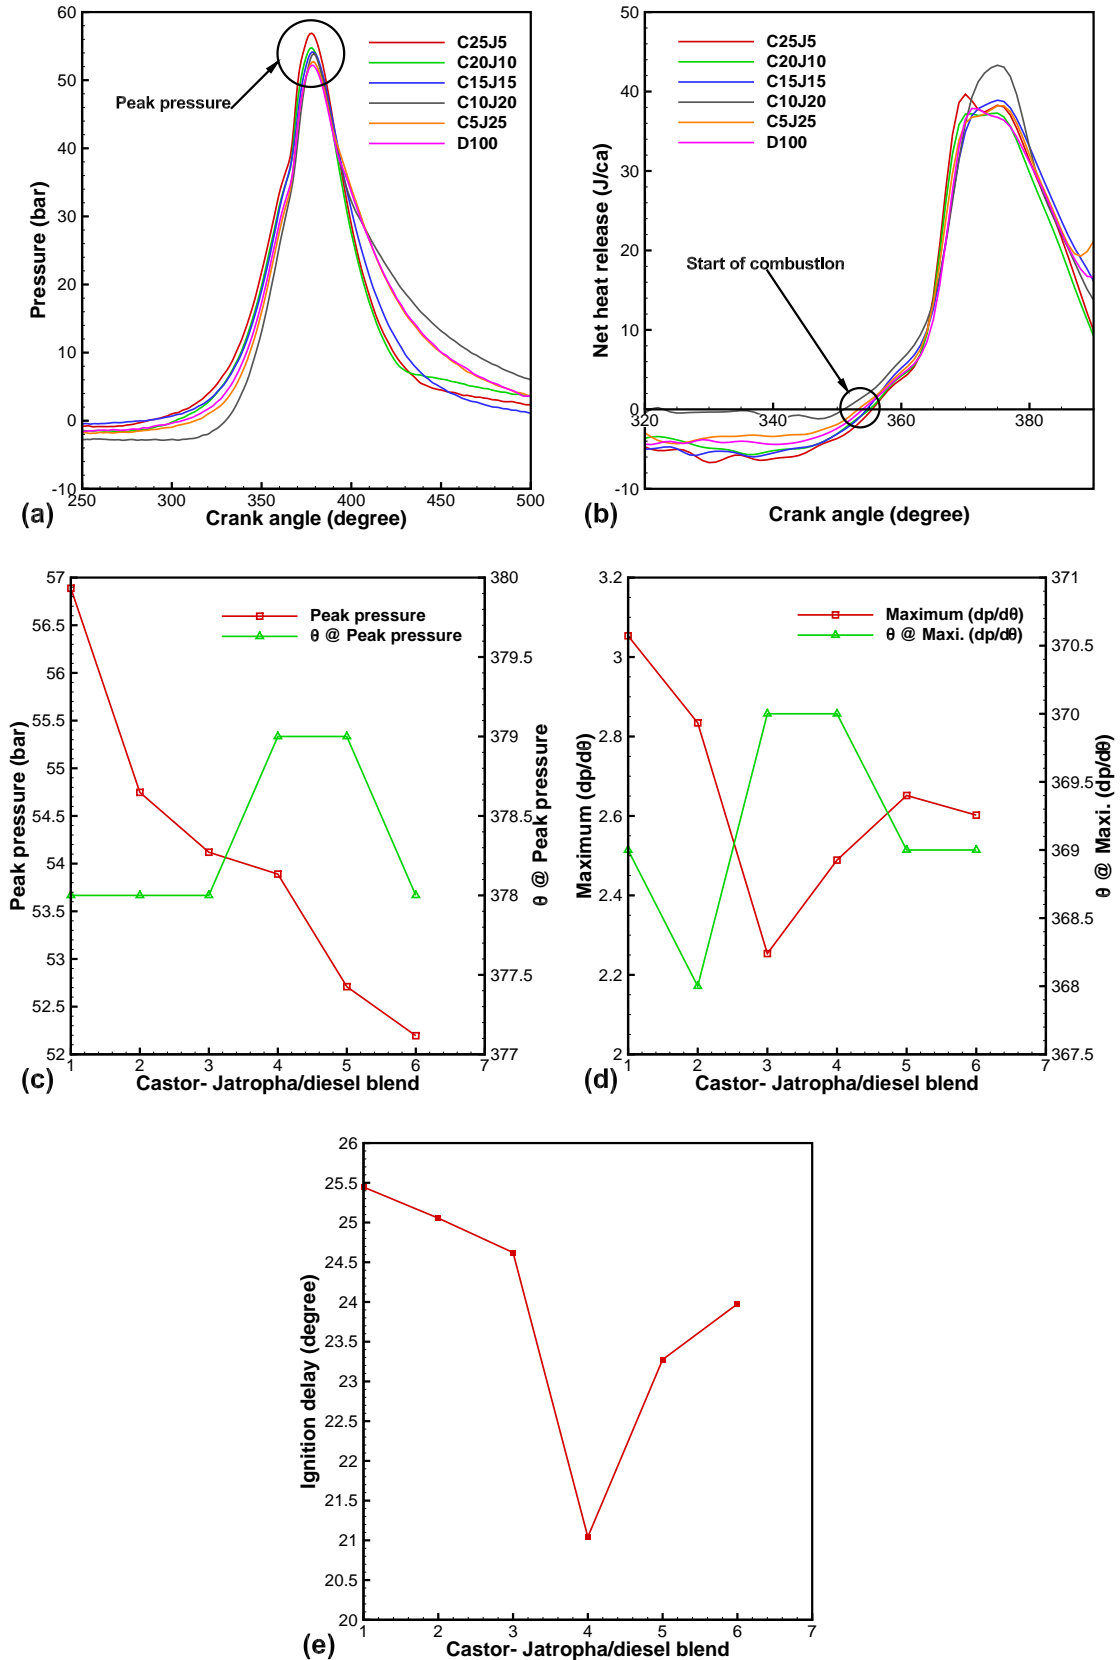 60
50
40
30
20
10
0
-10
Pressure (bar)
C25J5
C20J10
C15J15
C10J20
C5J25
D100
Peak pressure
250
300
350
400
450
500
Crank angle (degree)
(a)
50
40
30
20
10
0
-10
Net heat release (J/ca)
C25J5
C20J10
C15J15
C10J20
C5J25
D100
Start of combustion
320
340
360
380
Crank angle (degree)
(b)
57
56.5
56
55.5
55
54.5
54
53.5
53
52.5
52
Peak pressure (bar)
Peak pressure
θ @ Peak pressure
380
379.5
379
378.5
378
377.5
377
θ @ Peak pressure
1
2
3
4
5
6
7
Castor- Jatropha/diesel blend
(c)
3.2
3
2.8
2.6
2.4
2.2
2
Maximum (dp/dθ)
Maximum (dp/dθ)
θ @ Maxi. (dp/dθ)
371
370.5
370
369.5
369
368.5
368
367.5
θ @ Maxi. (dp/dθ)
1
2
3
4
5
6
7
Castor- Jatropha/diesel blend
(d)
26
25.5
25
24.5
24
23.5
23
22.5
22
21.5
21
20.5
20
Ignition delay (degree)
1
2
3
4
5
6
7
Castor- Jatropha/diesel blend
(e)